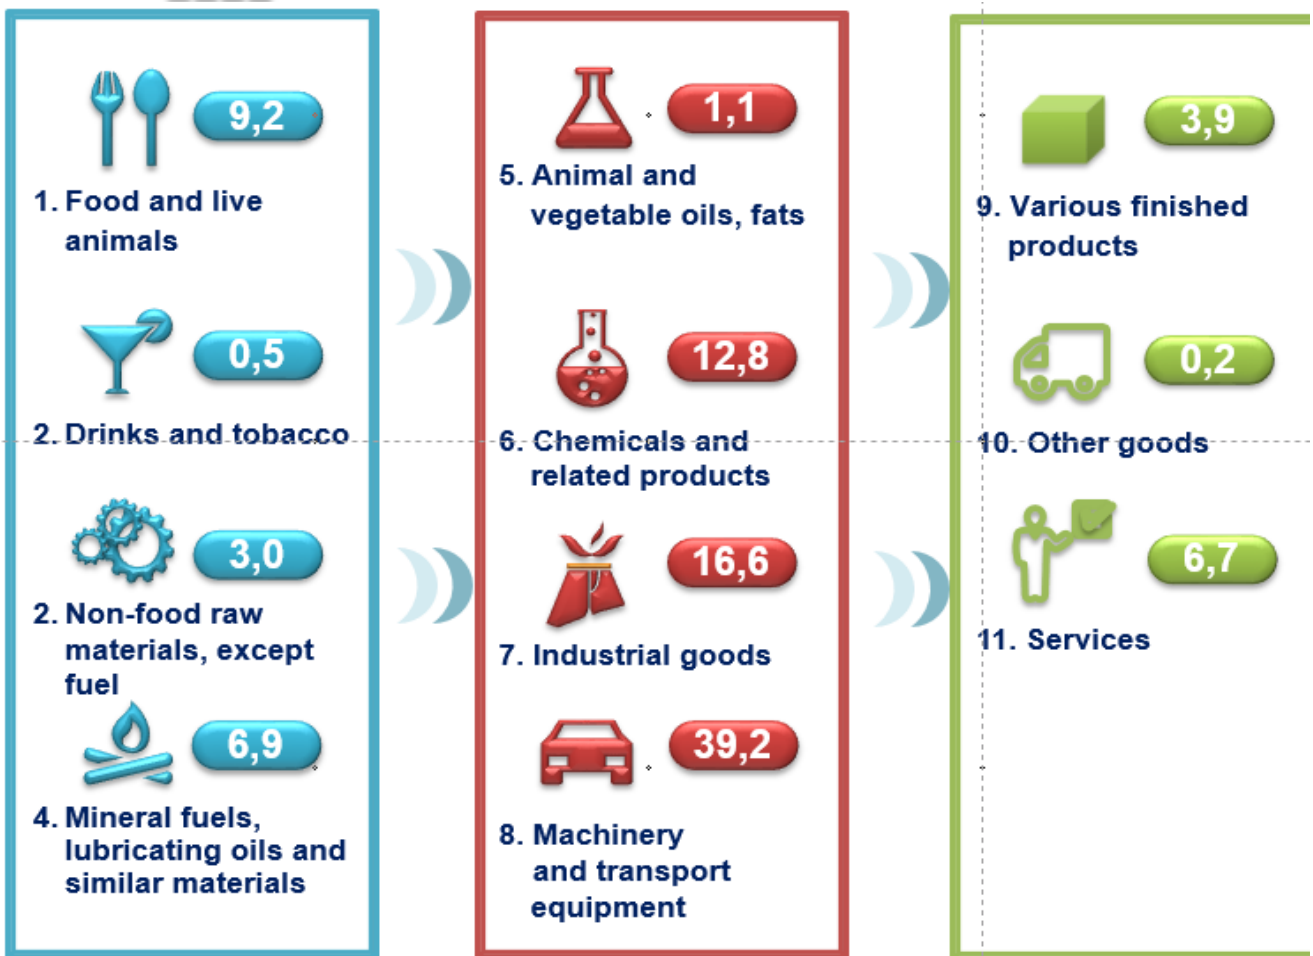 9,2
1. Food and live
animals
0,5
2. Drinks and tobacco
3,0
2. Non-food raw
materials, except
fuel
6,9
4. Mineral fuels,
lubricating oils and
similar materials
1,1
5. Animal and
vegetable oils, fats
12,8
6. Chemicals and
related products
16,6
7. Industrial goods
39,2
8. Machinery
and transport
equipment
3,9
9. Various finished
products
0,2
10. Other goods
6,7
11. Services